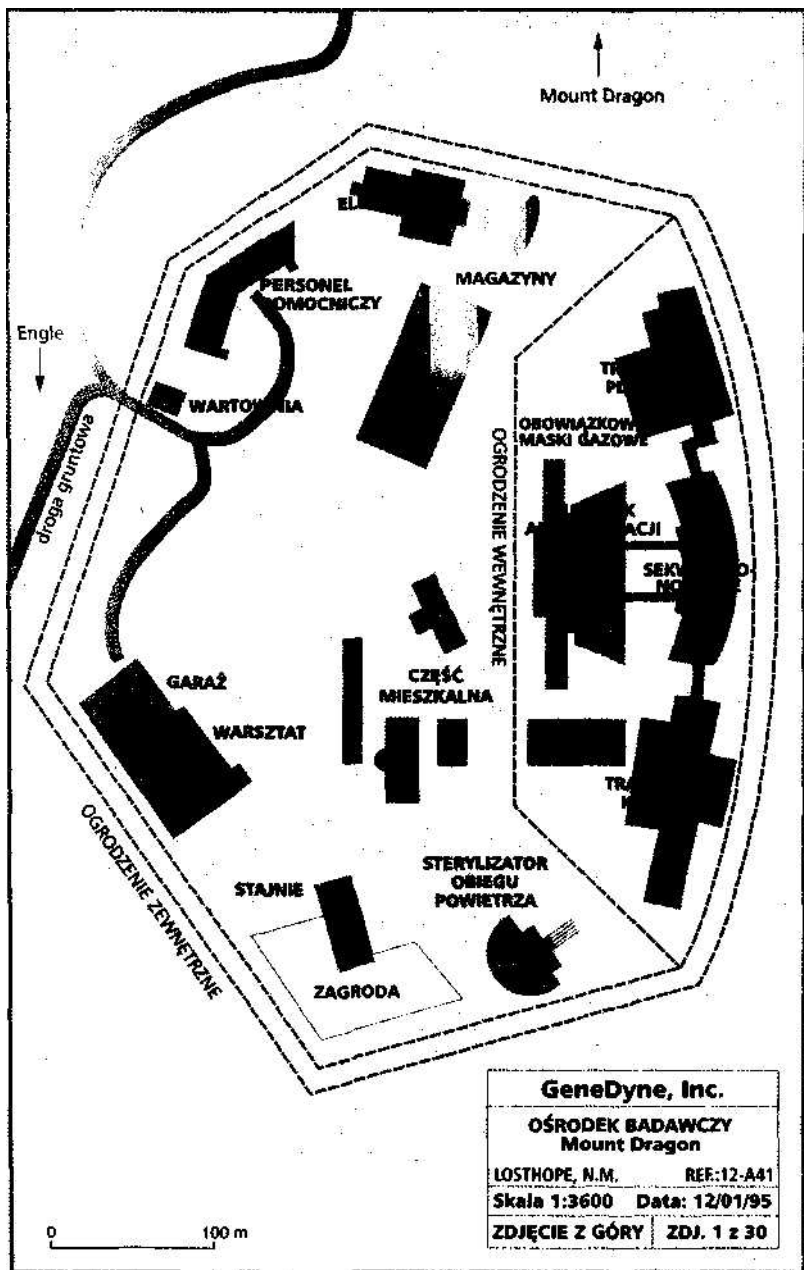 Mount Dragon
MAGAZYNY
PERSONEL
Engle
WARTOWNIA
droga gruntowa
OBOWIĄZKOWE
MASKI GAZOWE
OGRODZENIE WEWNĘTRZNE
GARAŻ
WARSZTAT
CZĘŚĆ
MIESZKALNA
OGRODZENIE ZEWNĘTRZNE
STAJNIE
ZAGRODA
STERYLIZATOR
OBIEGU
POWIETRZA
GeneDyne, Inc.
OŚRODEK BADAWCZY
Mount Dragon
LOSTHOPE, N.M. REF.:12-A41
Skala 1:3600 Data: 12/01/95
ZDJĘCIE Z GÓRY ZDJ. 1 z 30
0 100 m